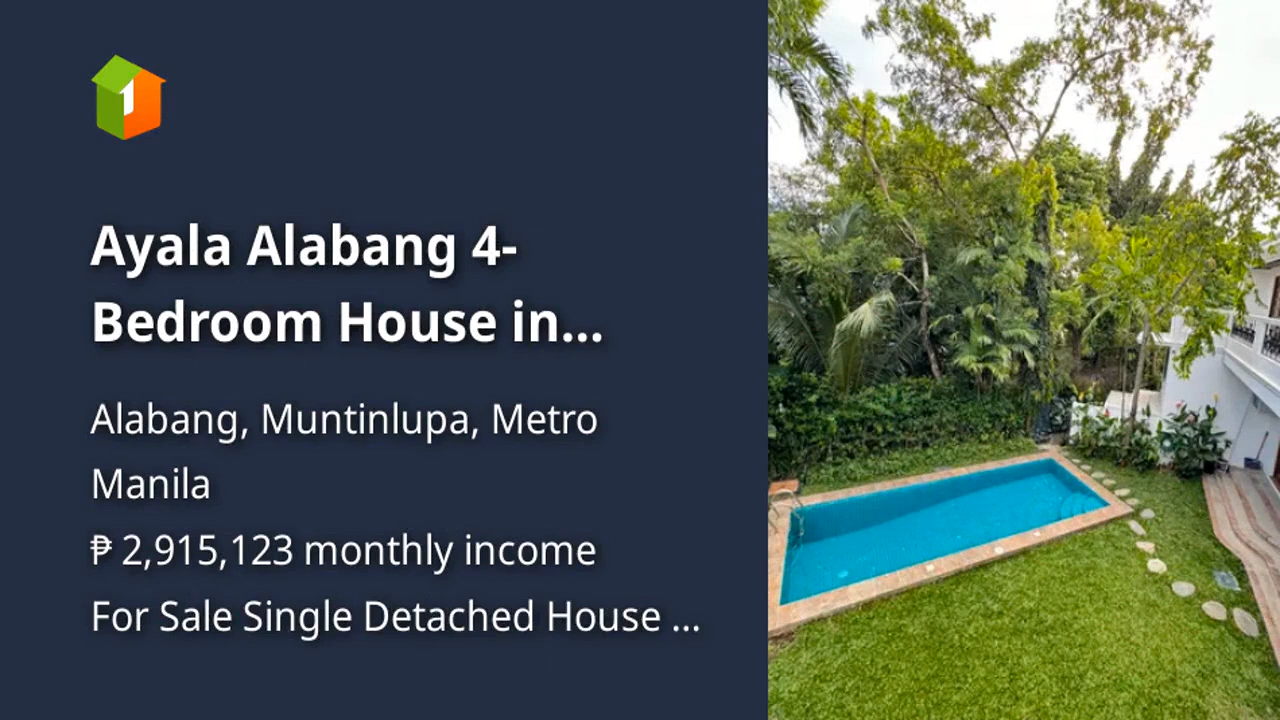 Ayala Alabang 4-
Bedroom House in...
Alabang, Muntinlupa, Metro
Manila
₱ 2,915,123 monthly income
For Sale Single Detached House ...